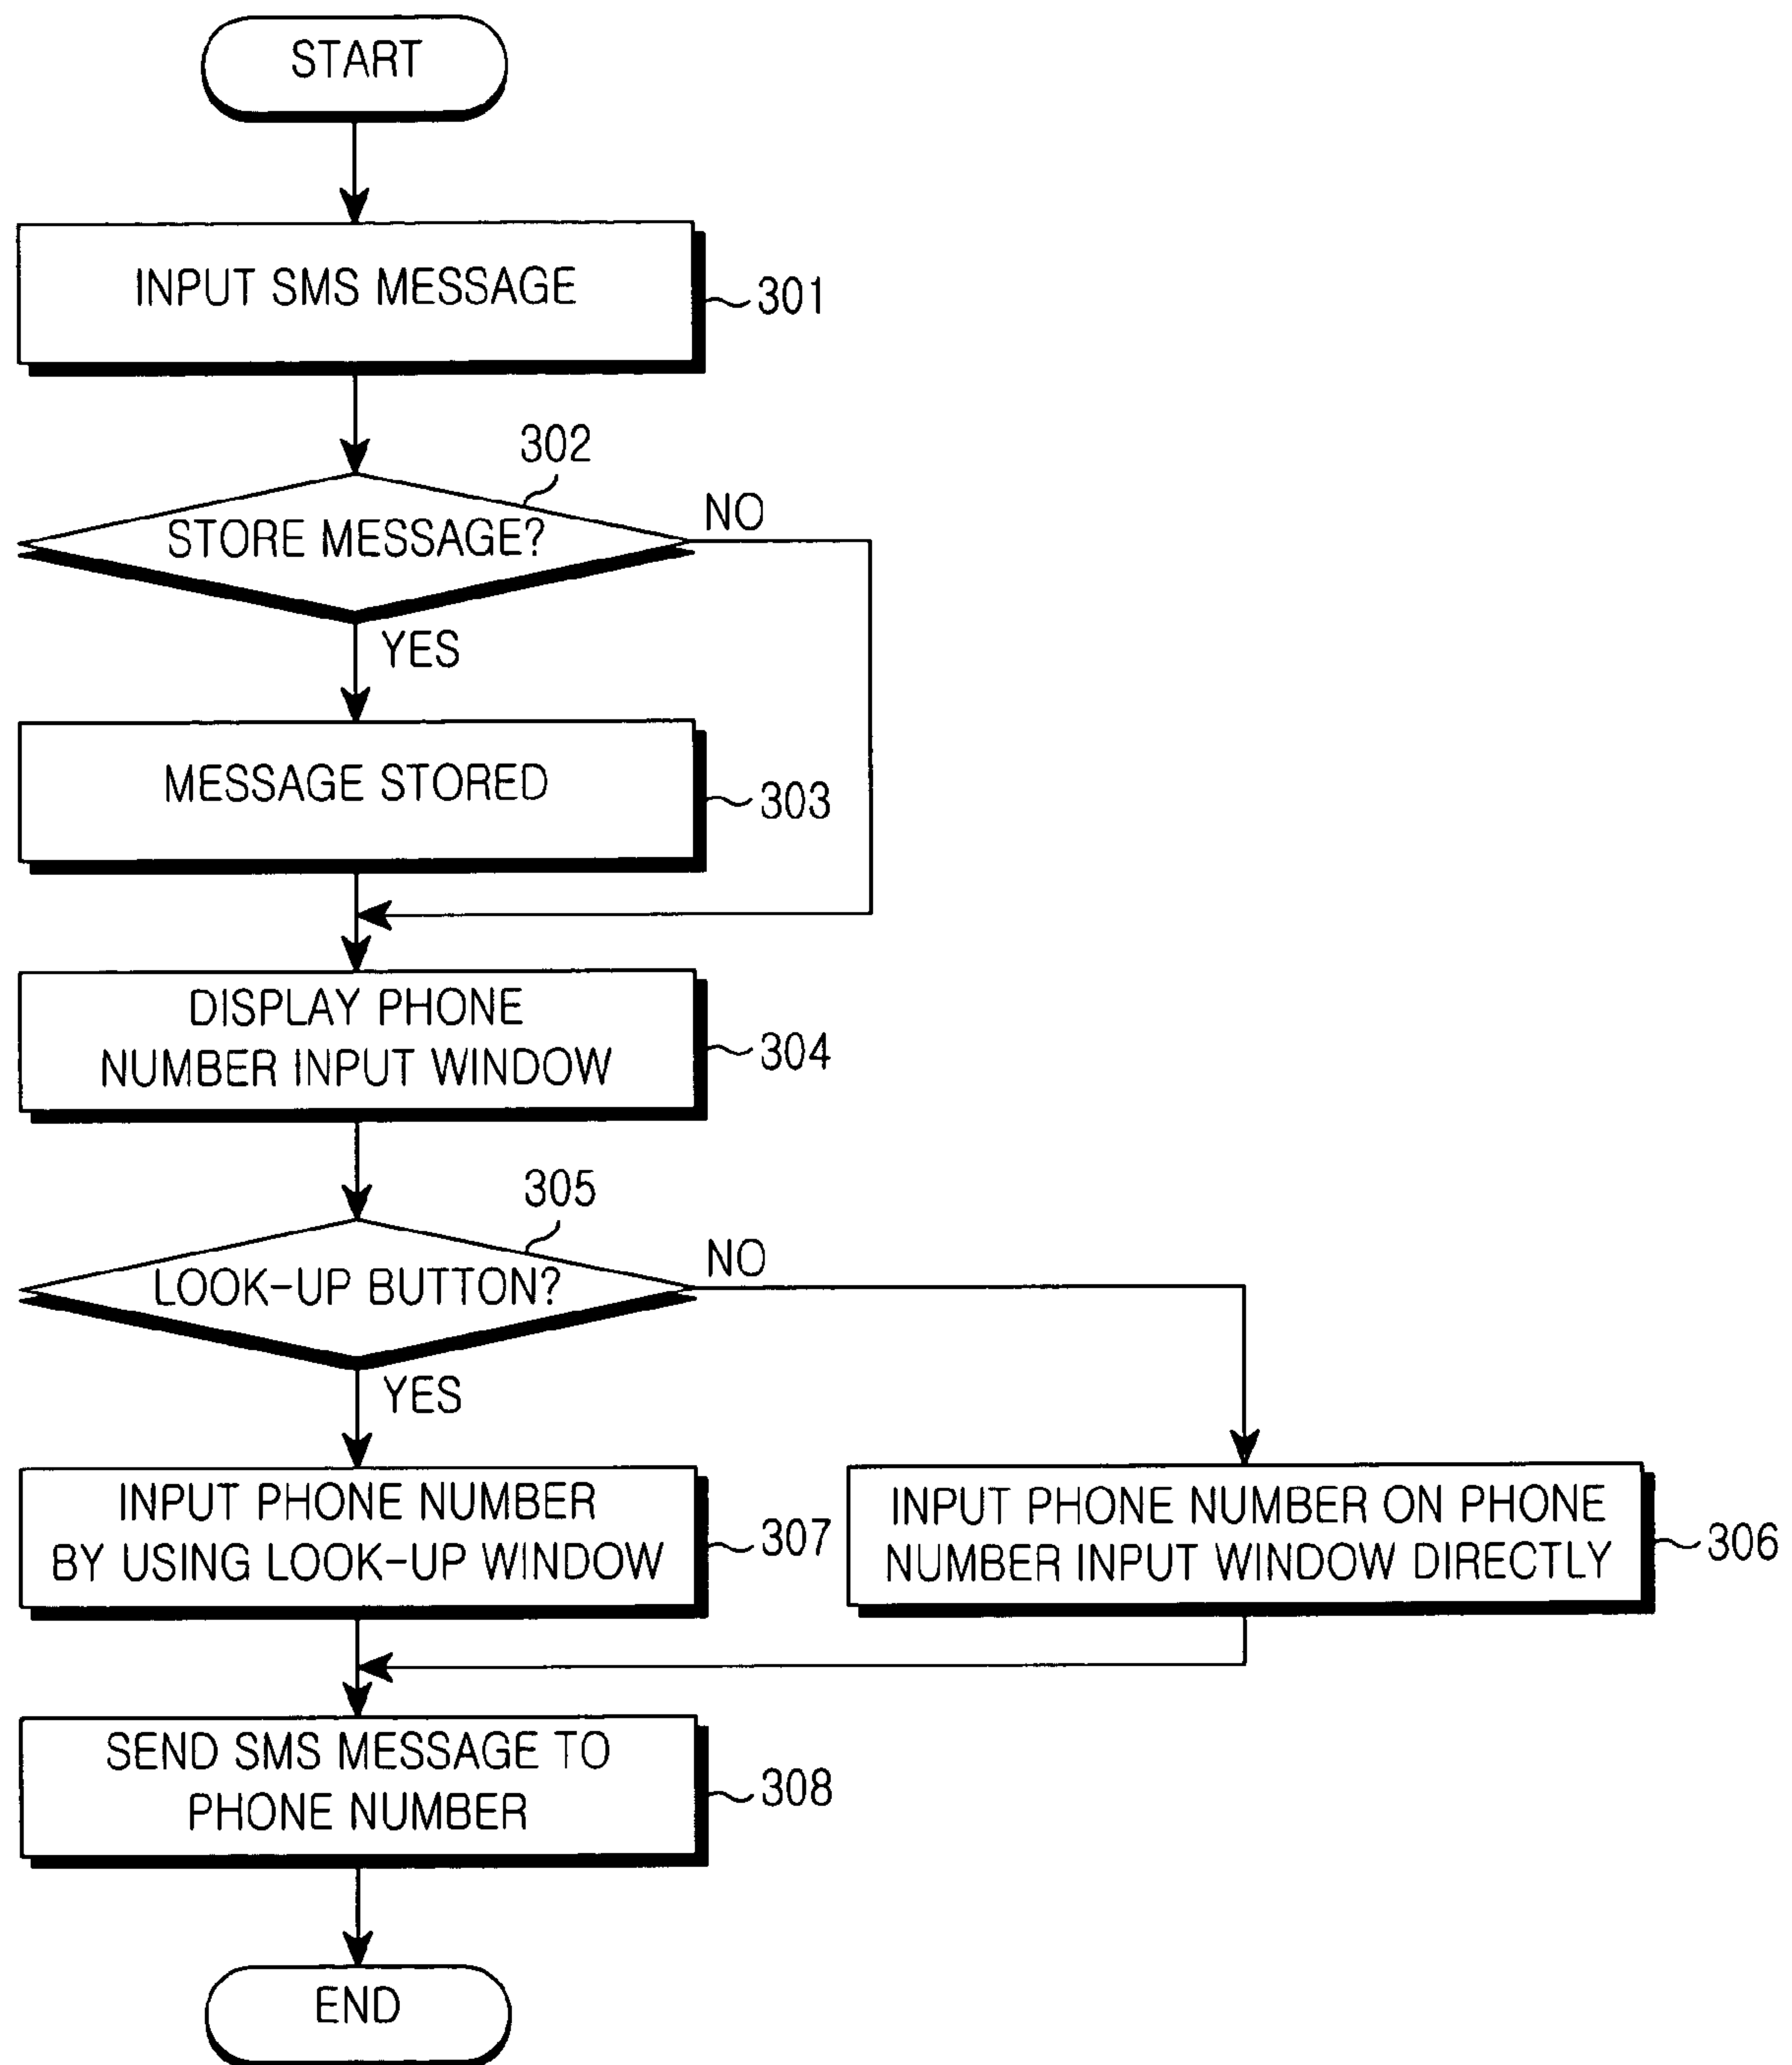 START
INPUT SMS MESSAGE
301
302
STORE MESSAGE?
NO
YES
MESSAGE STORED
303
DISPLAY PHONE
NUMBER INPUT WINDOW
304
305
LOOK-UP BUTTON?
NO
YES
INPUT PHONE NUMBER
BY USING LOOK-UP WINDOW
307
INPUT PHONE NUMBER ON PHONE
NUMBER INPUT WINDOW DIRECTLY
306
SEND SMS MESSAGE TO
PHONE NUMBER
308
END